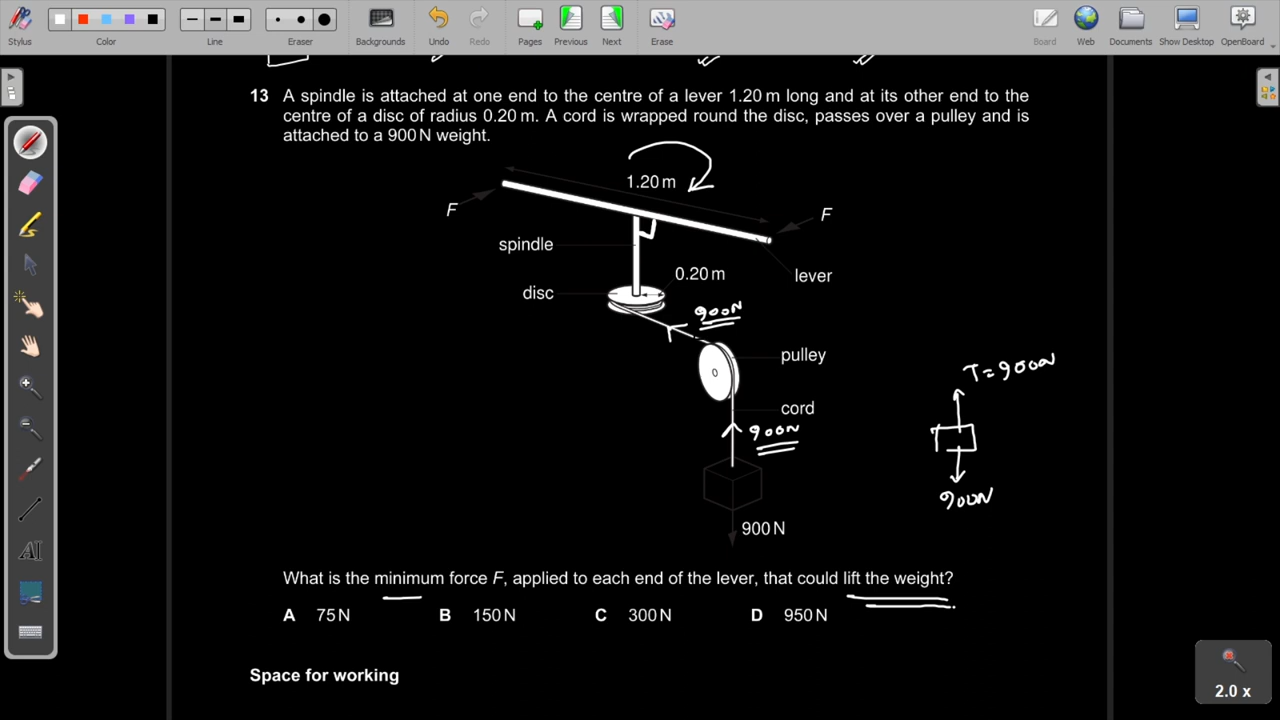 Stylus
Color
Line
Eraser
Backgrounds
Undo
Redo
Pages
Previous
Next
Erase
Board
Web
Documents
Show Desktop
OpenBoard
13 A spindle is attached at one end to the centre of a lever 1.20 m long and at its other end to the
centre of a disc of radius 0.20 m. A cord is wrapped round the disc, passes over a pulley and is
attached to a 900 N weight.
1.20 m
F
F
spindle
0.20 m
lever
disc
900N
pulley
T=900N
cord
900N
900N
900 N
What is the minimum force F, applied to each end of the lever, that could lift the weight?
A 75 N B 150 N C 300 N D 950 N
Space for working
AI
2.0 x